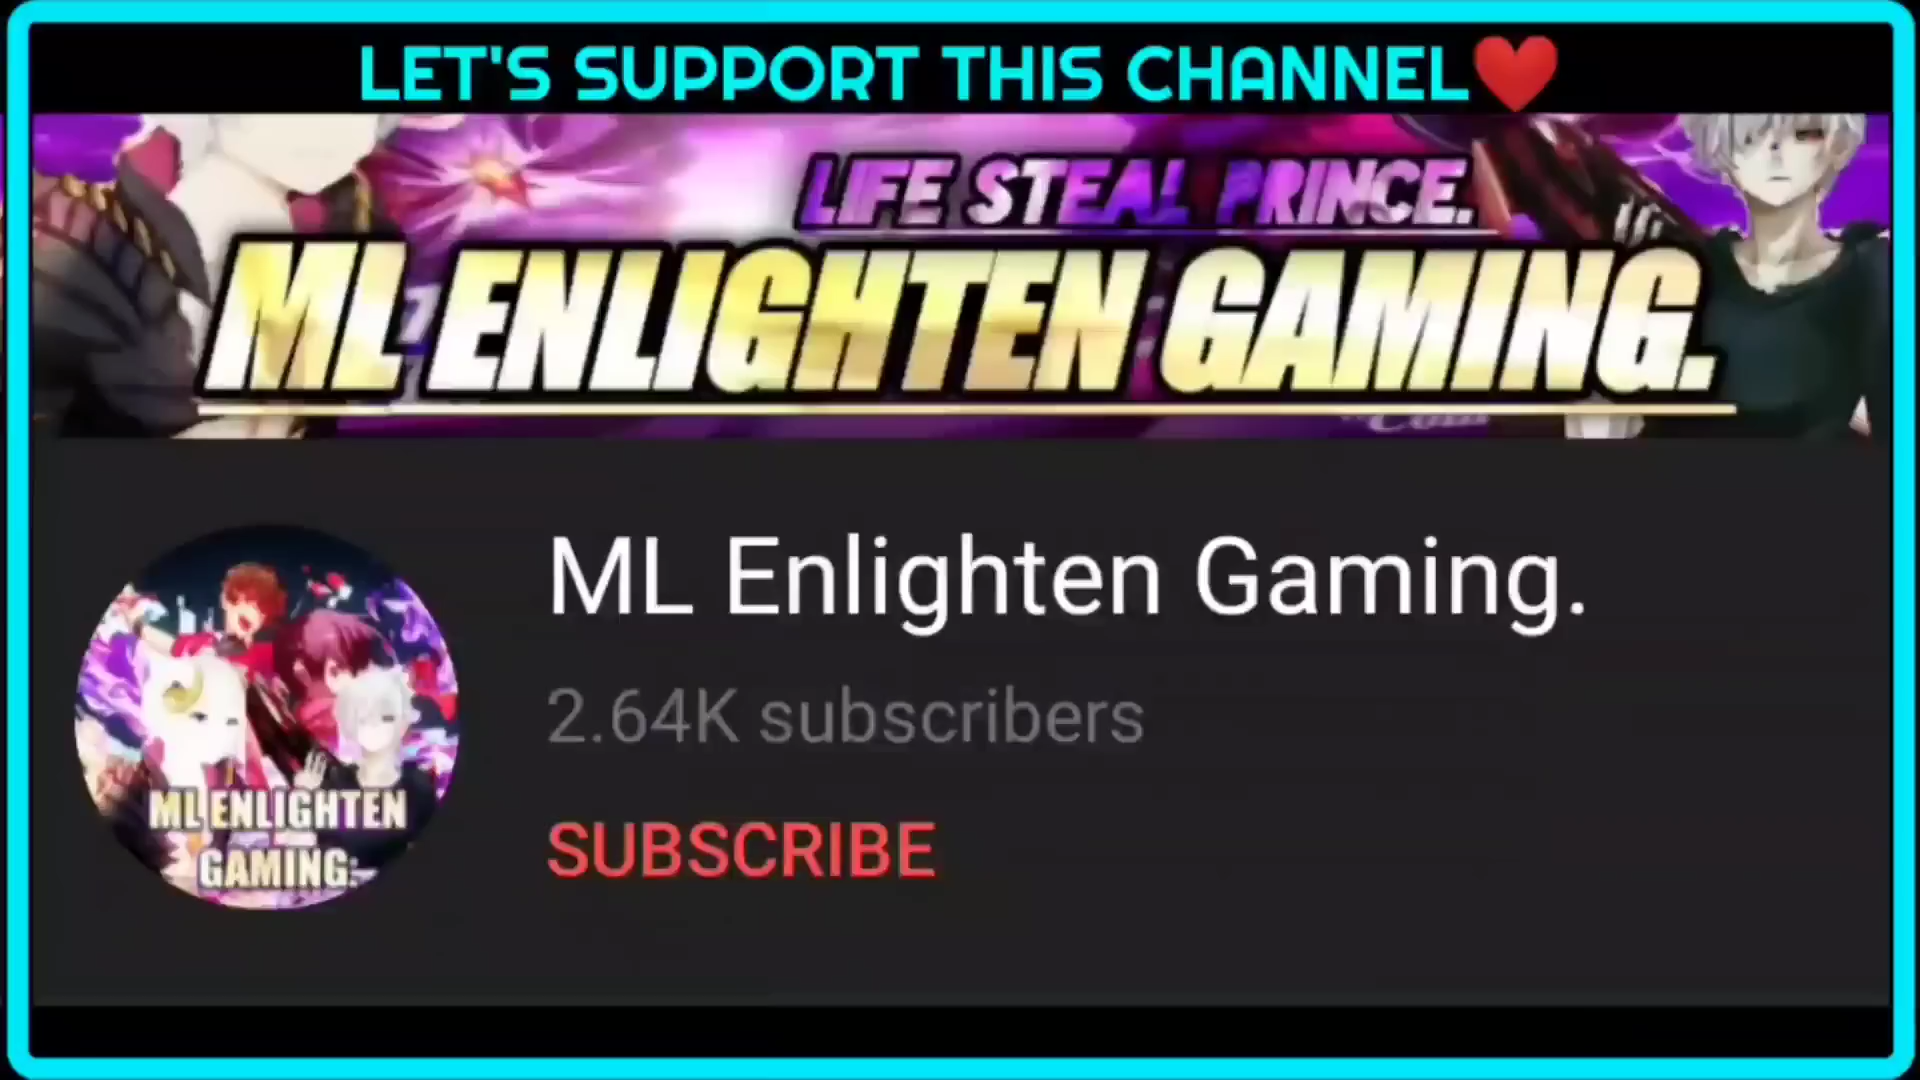 LET'S SUPPORT THIS CHANNEL❤️
LIFE STEAL PRINCE.
ML ENLIGHTEN GAMING.
ML Enlighten Gaming.
2.64K subscribers
SUBSCRIBE
ML ENLIGHTEN
GAMING.